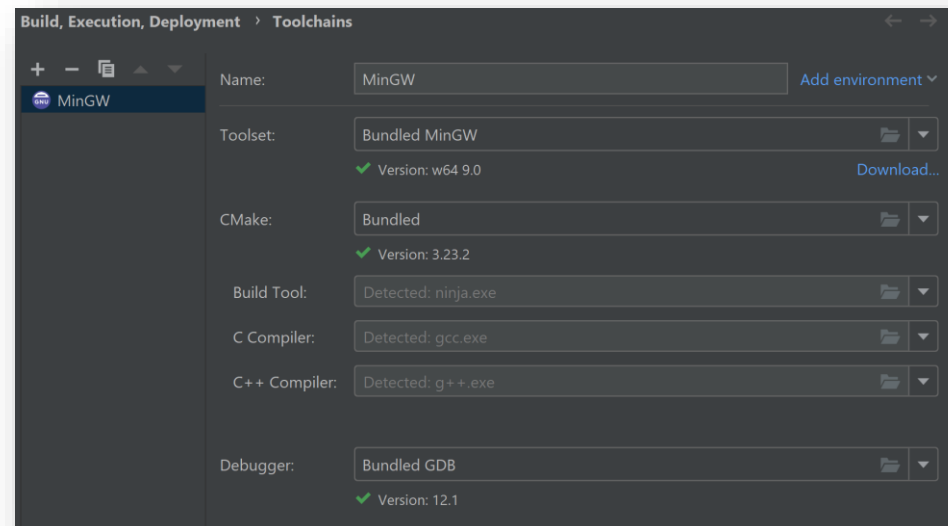 Build, Execution, Deployment › Toolchains
MinGW
Name: MinGW Add environment
Toolset: Bundled MinGW
Version: w64 9.0 Download...
CMake: Bundled
Version: 3.23.2
Build Tool: Detected: ninja.exe
C Compiler: Detected: gcc.exe
C++ Compiler: Detected: g++.exe
Debugger: Bundled GDB
Version: 12.1